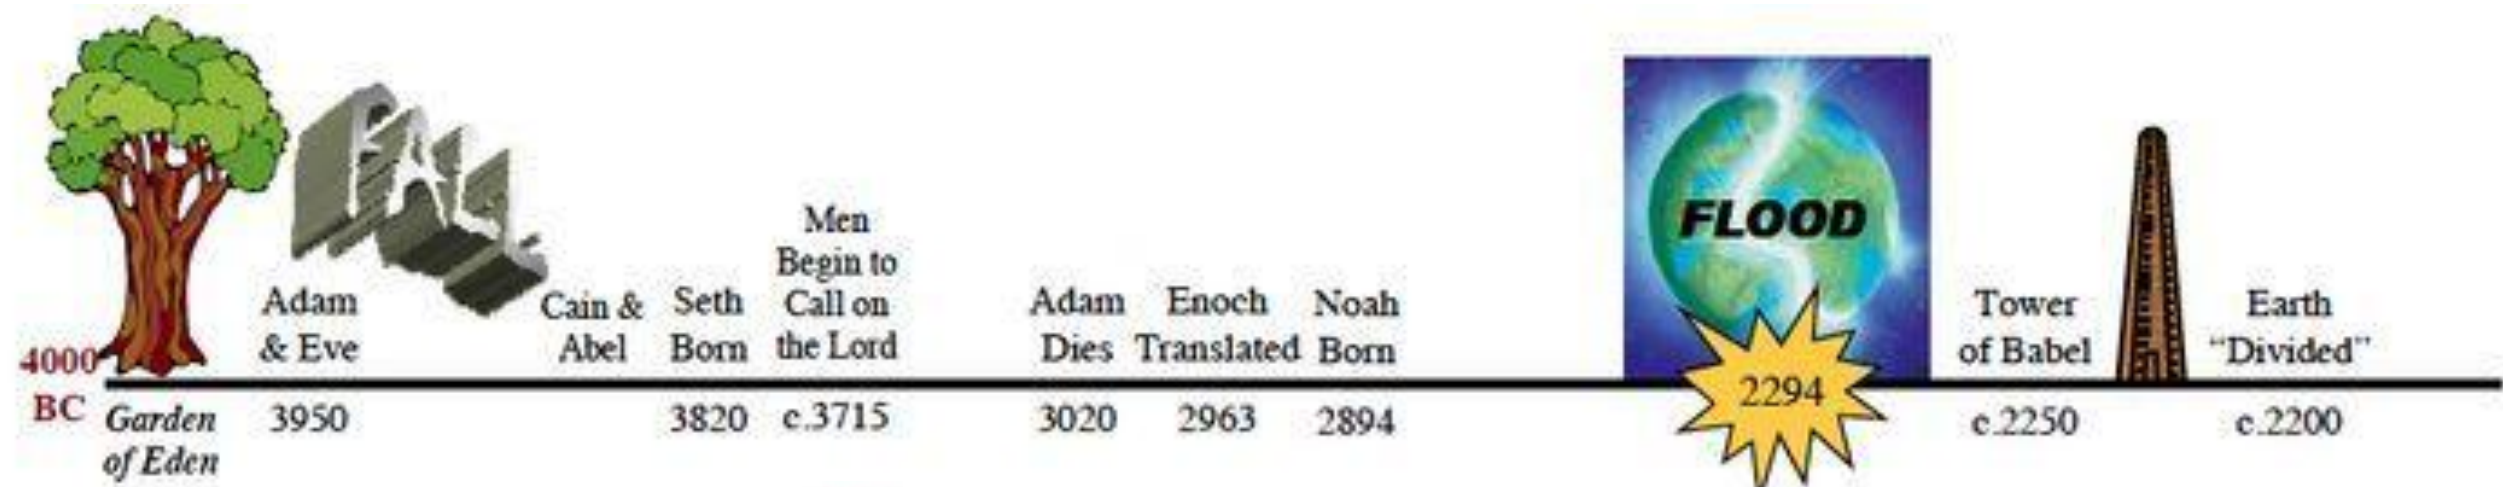 4000
BC
Garden
of Eden
Adam
& Eve
3950
FALL
Cain &
Abel
Seth
Born
3820
Men
Begin to
Call on
the Lord
c.3715
Adam
Dies
3020
Enoch
Translated
2963
Noah
Born
2894
FLOOD
2294
Tower
of Babel
c.2250
Earth
“Divided”
c.2200